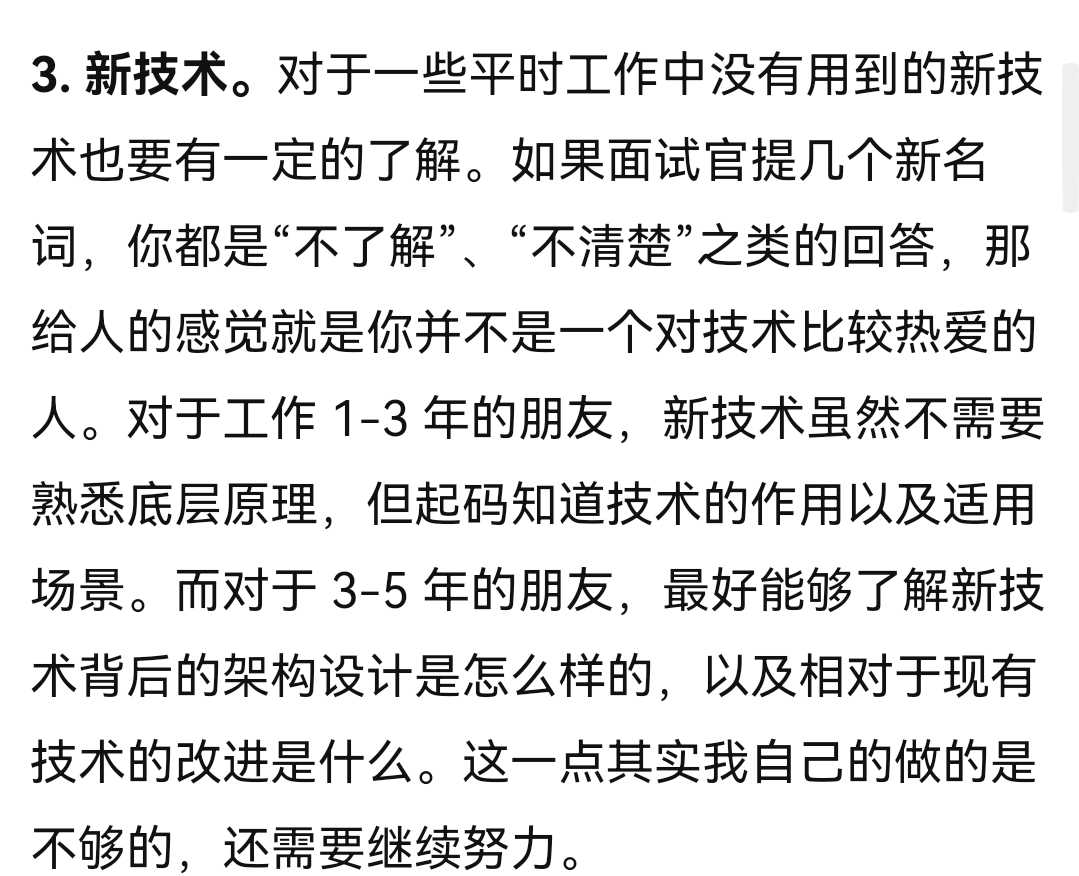 3. 新技术。对于一些平时工作中没有用到的新技
术也要有一定的了解。如果面试官提几个新名
词，你都是“不了解”、“不清楚”之类的回答，那
给人的感觉就是你并不是一个对技术比较热爱的
人。对于工作 1-3 年的朋友，新技术虽然不需要
熟悉底层原理，但起码知道技术的作用以及适用
场景。而对于 3-5 年的朋友，最好能够了解新技
术背后的架构设计是怎么样的，以及相对于现有
技术的改进是什么。这一点其实我自己的做的是
不够的，还需要继续努力。